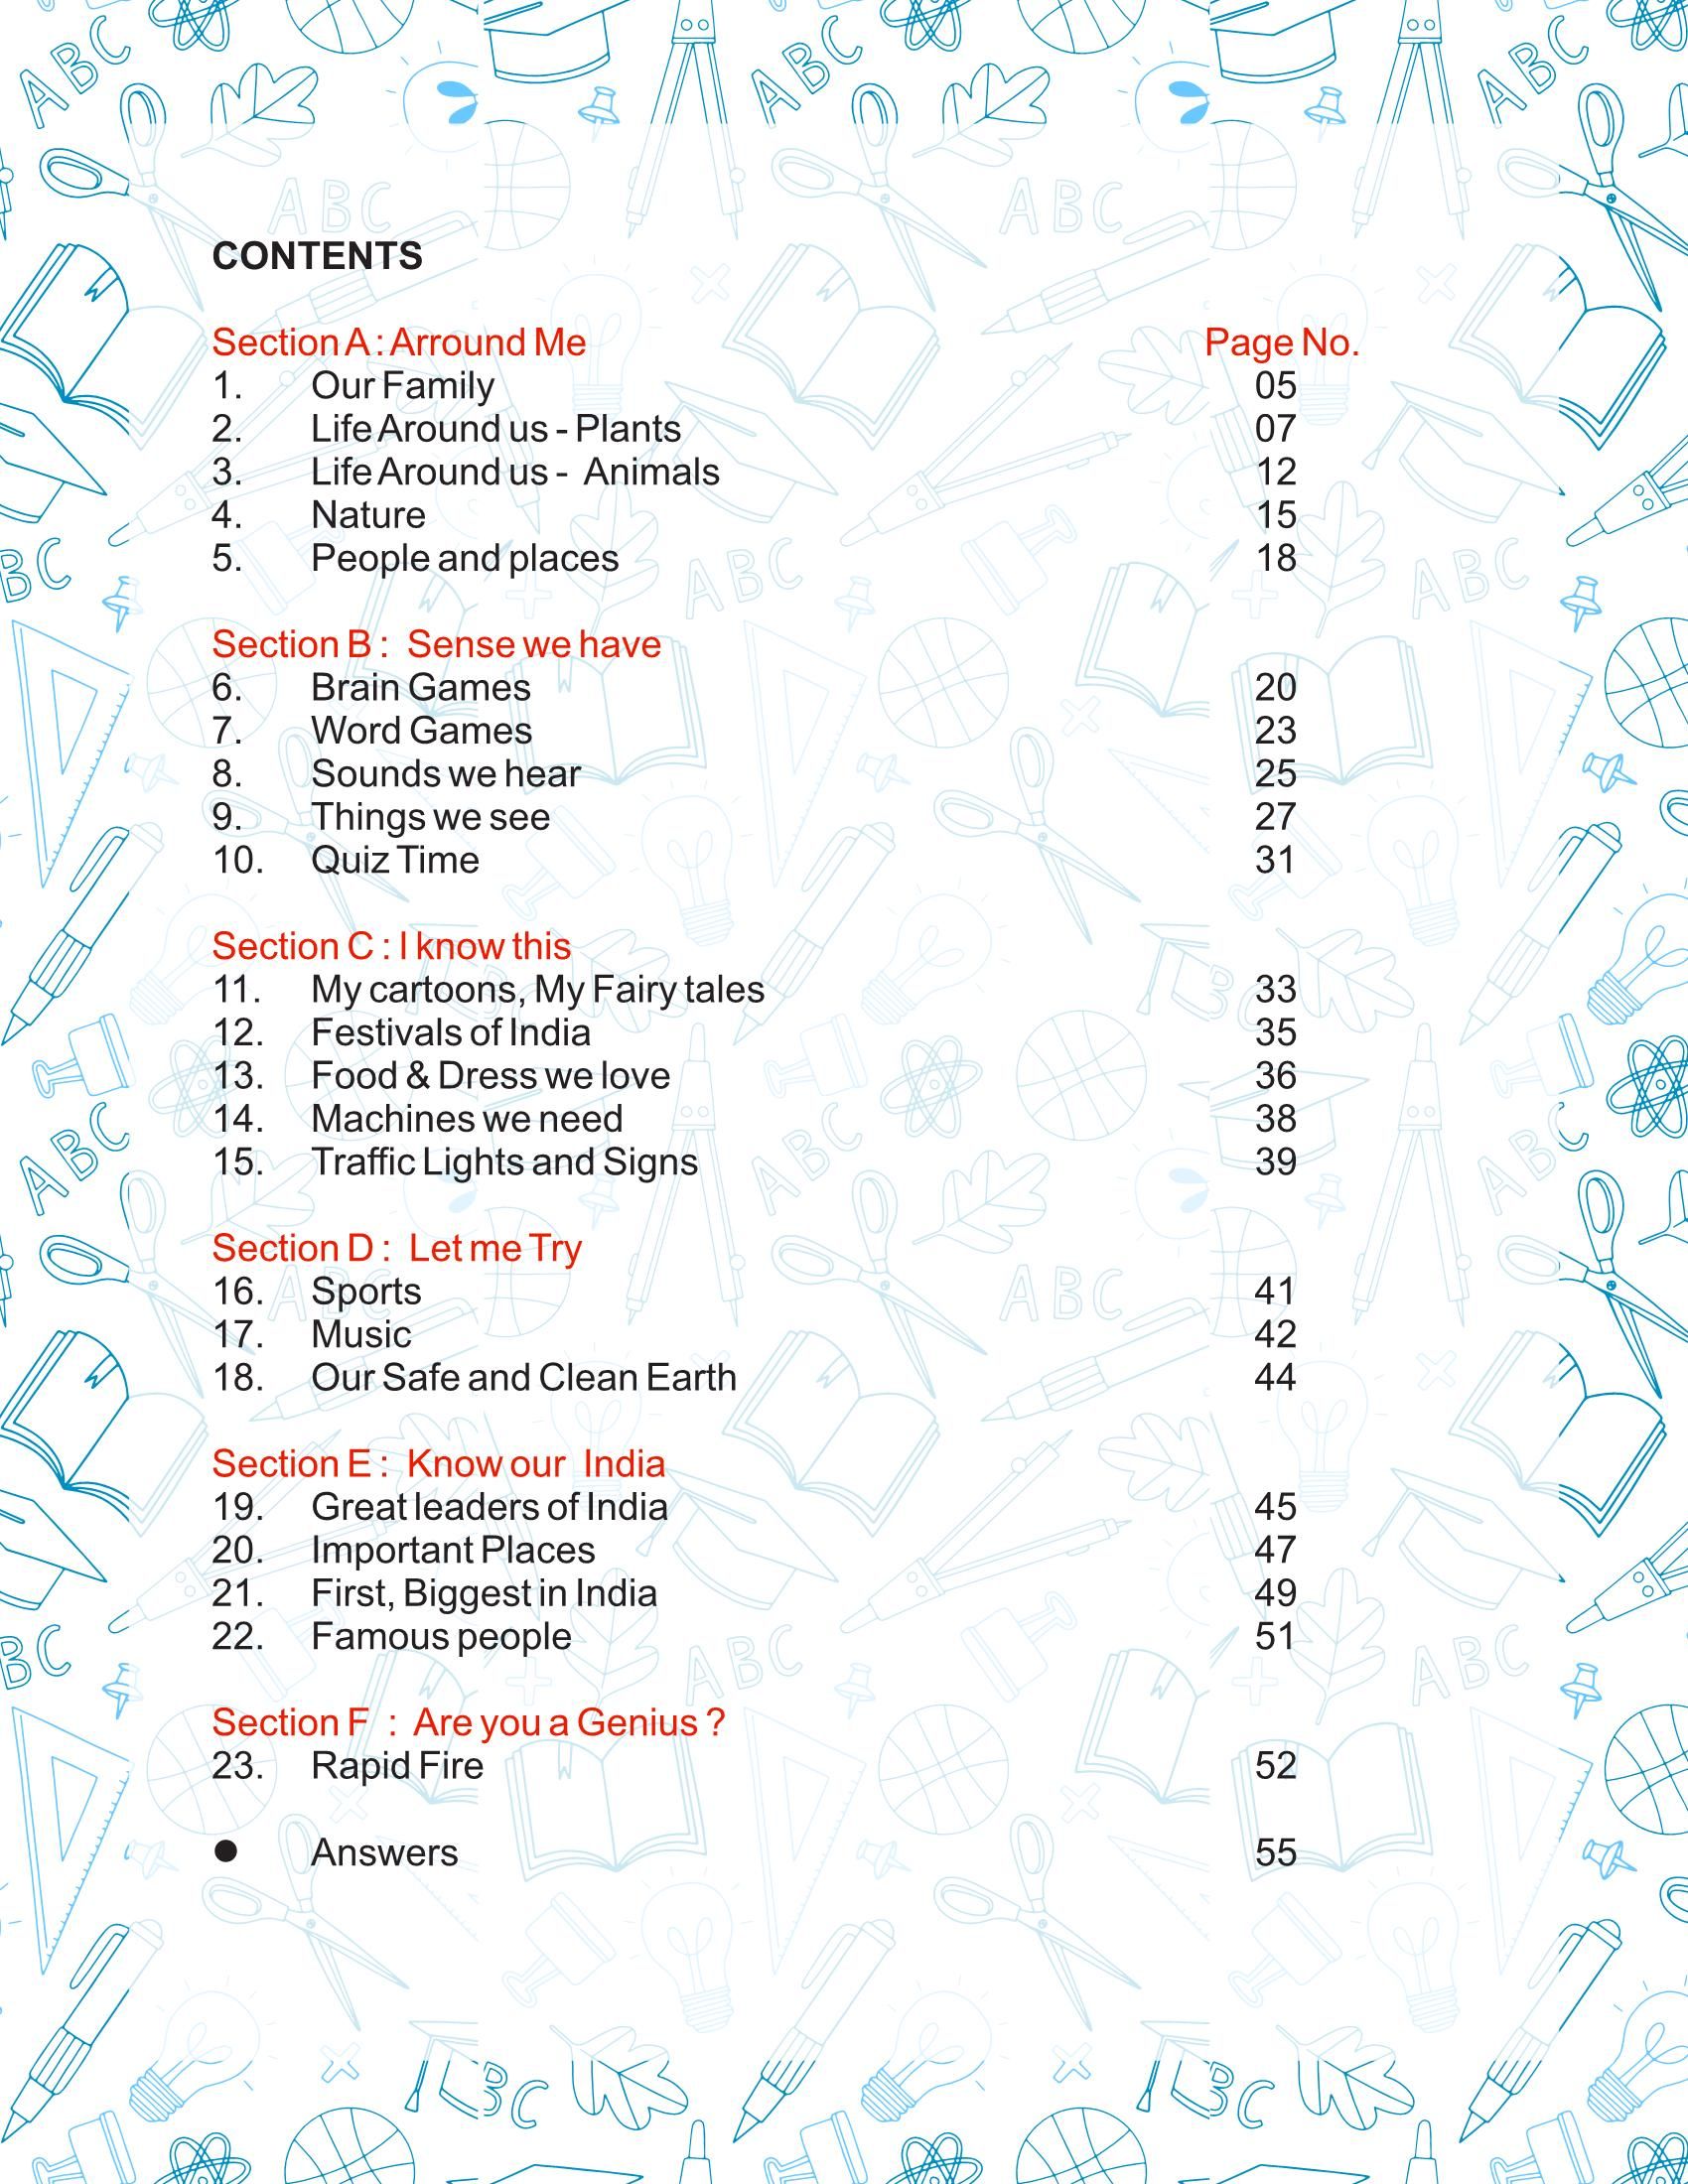 CONTENTS
Section A : Arround Me Page No.
1. Our Family 05
2. Life Around us - Plants 07
3. Life Around us - Animals 12
4. Nature 15
5. People and places 18
Section B : Sense we have
6. Brain Games 20
7. Word Games 23
8. Sounds we hear 25
9. Things we see 27
10. Quiz Time 31
Section C : I know this
11. My cartoons, My Fairy tales 33
12. Festivals of India 35
13. Food & Dress we love 36
14. Machines we need 38
15. Traffic Lights and Signs 39
Section D : Let me Try
16. Sports 41
17. Music 42
18. Our Safe and Clean Earth 44
Section E : Know our India
19. Great leaders of India 45
20. Important Places 47
21. First, Biggest in India 49
22. Famous people 51
Section F : Are you a Genius ?
23. Rapid Fire 52
● Answers 55